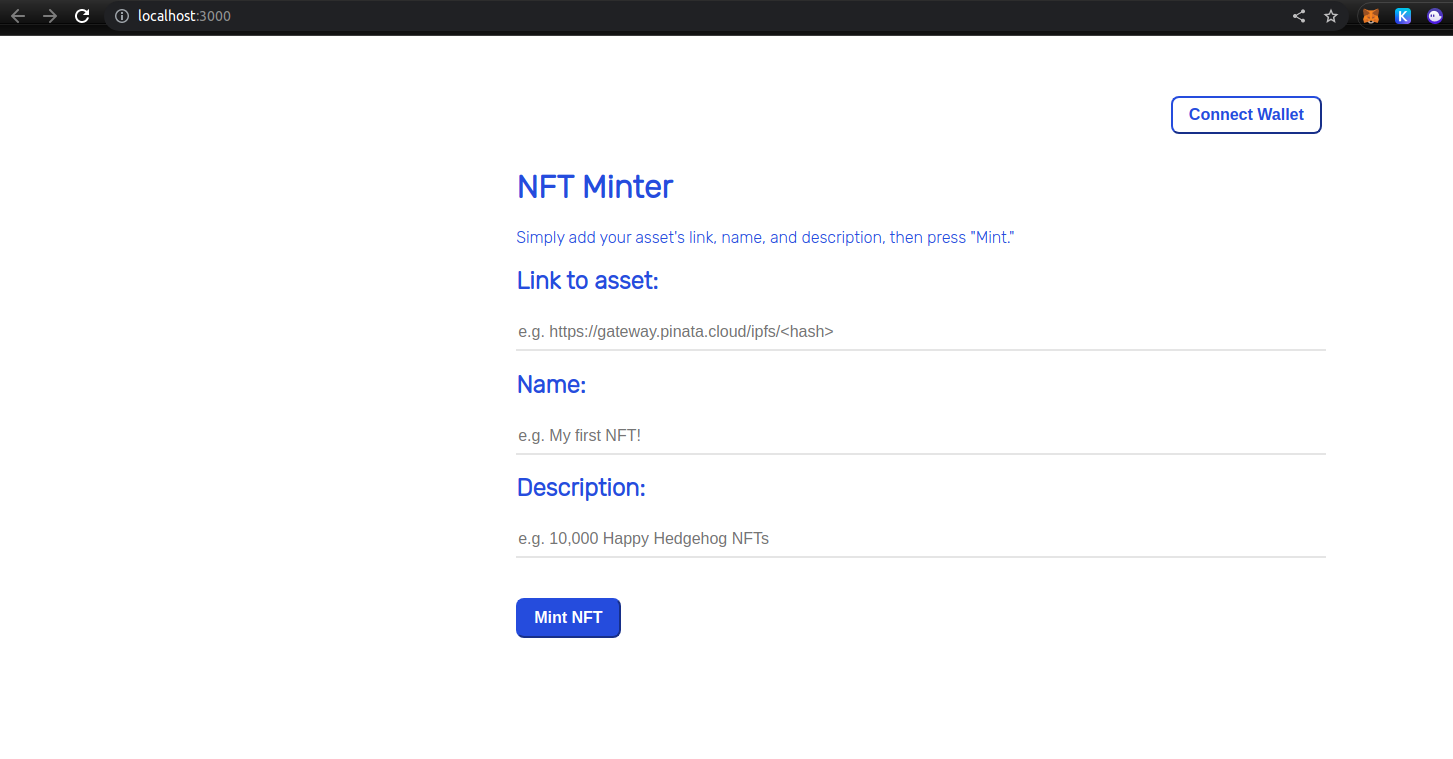 localhost:3000
K
Connect Wallet
NFT Minter
Simply add your asset's link, name, and description, then press "Mint."
Link to asset:
e.g. https://gateway.pinata.cloud/ipfs/<hash>
Name:
e.g. My first NFT!
Description:
e.g. 10,000 Happy Hedgehog NFTs
Mint NFT